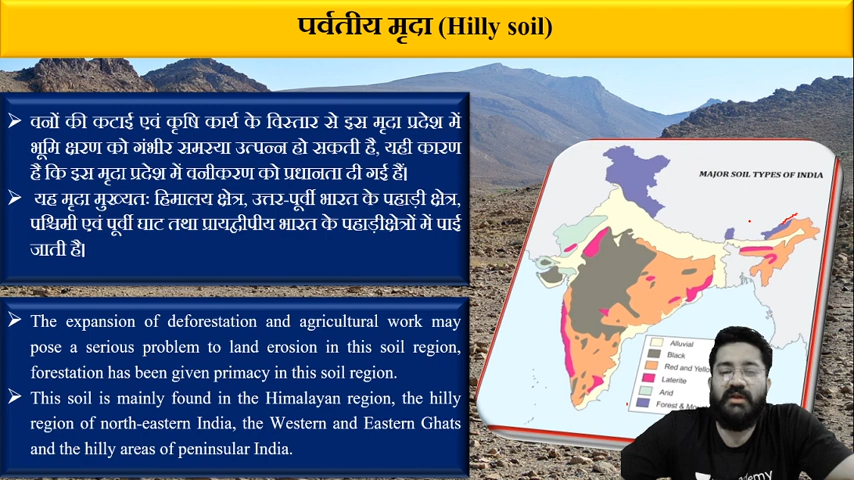 पर्वतीय मृदा (Hilly soil)
वनों की कटाई एवं कृषि कार्य के विस्तार से इस मृदा प्रदेश में
भूमि क्षरण को गंभीर समस्या उत्पन्न हो सकती है, यही कारण
है कि इस मृदा प्रदेश में वनीकरण को प्रधानता दी गई हैं।
यह मृदा मुख्यतः हिमालय क्षेत्र, उत्तर-पूर्वी भारत के पहाड़ी क्षेत्र,
पश्चिमी एवं पूर्वी घाट तथा प्रायद्वीपीय भारत के पहाड़ीक्षेत्रों में पाई
जाती है।
The expansion of deforestation and agricultural work may
pose a serious problem to land erosion in this soil region,
forestation has been given primacy in this soil region.
This soil is mainly found in the Himalayan region, the hilly
region of north-eastern India, the Western and Eastern Ghats
and the hilly areas of peninsular India.
MAJOR SOIL TYPES OF INDIA
Alluvial
Black
Red and
Laterite
Arid
Forest &